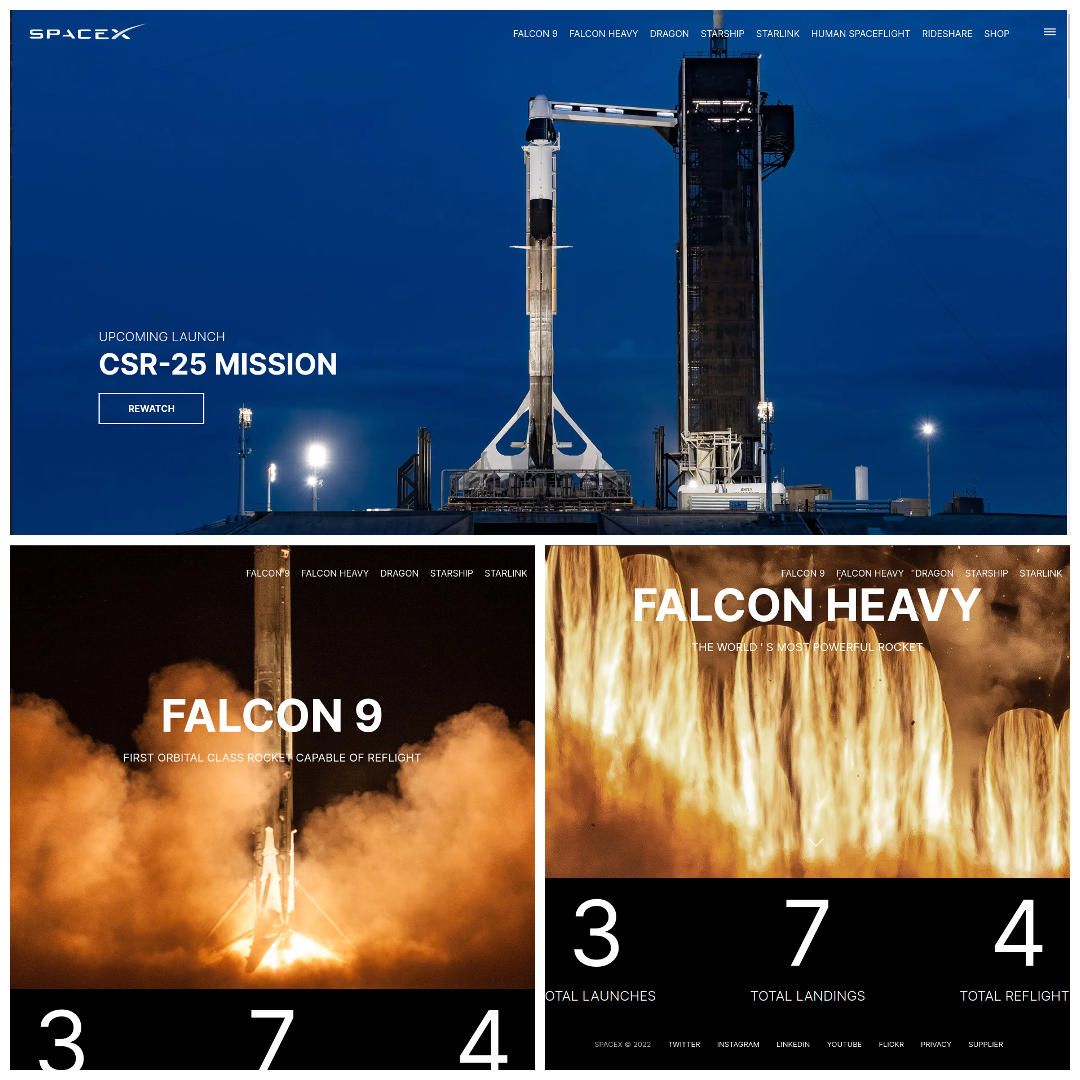 SPACEX
FALCON 9 FALCON HEAVY DRAGON STARSHIP STARLINK HUMAN SPACEFLIGHT RIDESHARE SHOP
UPCOMING LAUNCH
CSR-25 MISSION
REWATCH
FALCON 9 FALCON HEAVY DRAGON STARSHIP STARLINK
FALCON 9
FIRST ORBITAL CLASS ROCKET CAPABLE OF REFLIGHT
3 7 4
FALCON 9 FALCON HEAVY DRAGON STARSHIP STARLINK
FALCON HEAVY
THE WORLD ' S MOST POWERFUL ROCKET
3 7 4
OTAL LAUNCHES TOTAL LANDINGS TOTAL REFLIGHT
SPACEX © 2022 TWITTER INSTAGRAM LINKEDIN YOUTUBE FLICKR PRIVACY SUPPLIER